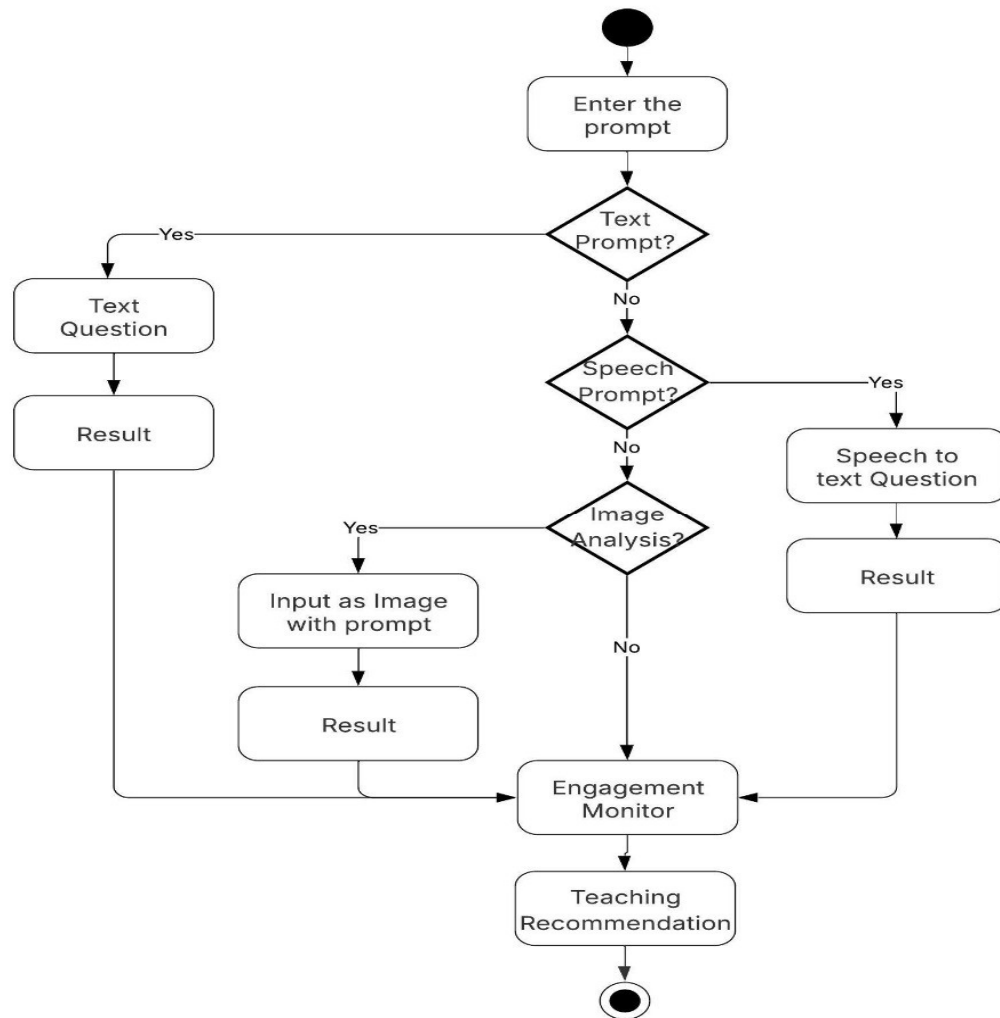 Enter the
prompt
Text
Prompt?
Yes
No
Text
Question
Result
Speech
Prompt?
Yes
No
Speech to
text Question
Result
Image
Analysis?
Yes
No
Input as Image
with prompt
Result
Engagement
Monitor
Teaching
Recommendation